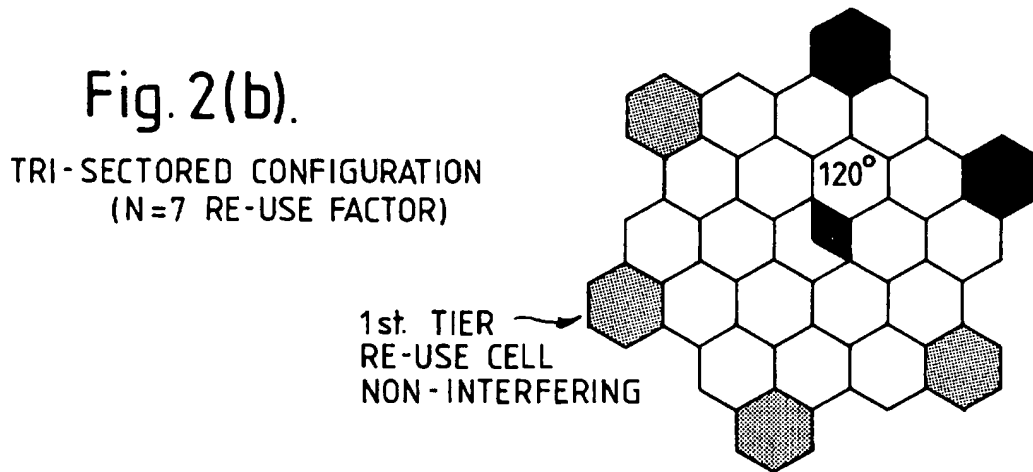 Fig. 2(b).
TRI-SECTORED CONFIGURATION
(N=7 RE-USE FACTOR)
120°
1st. TIER
RE-USE CELL
NON-INTERFERING